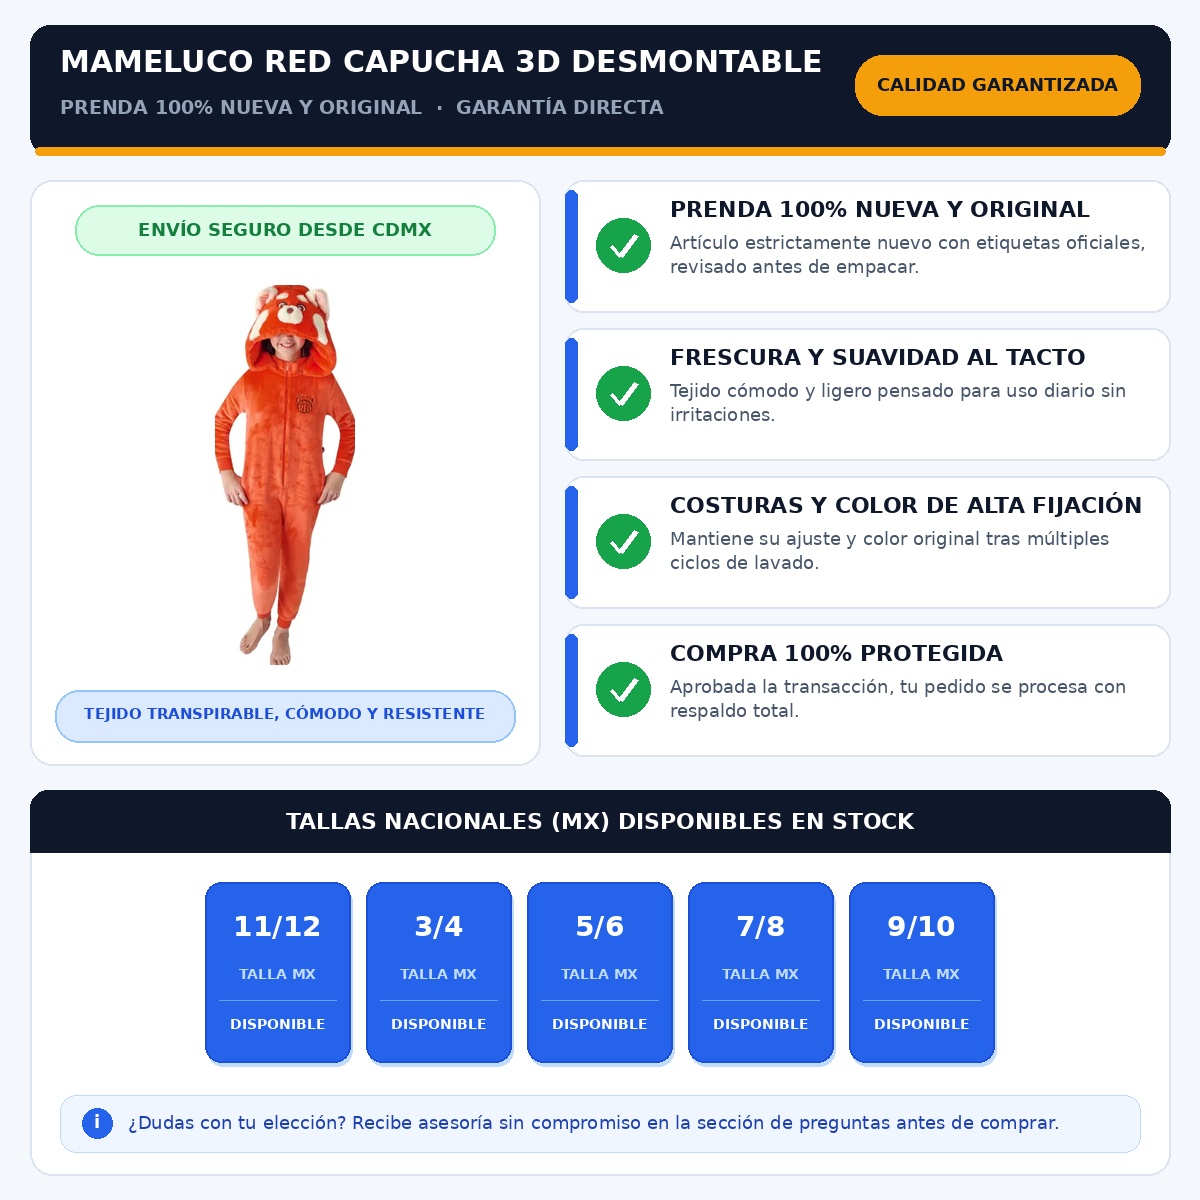 MAMELUCO RED CAPUCHA 3D DESMONTABLE
PRENDA 100% NUEVA Y ORIGINAL · GARANTÍA DIRECTA
CALIDAD GARANTIZADA
ENVÍO SEGURO DESDE CDMX
TEJIDO TRANSPIRABLE, CÓMODO Y RESISTENTE
PRENDA 100% NUEVA Y ORIGINAL
Artículo estrictamente nuevo con etiquetas oficiales,
revisado antes de empacar.
FRESCURA Y SUAVIDAD AL TACTO
Tejido cómodo y ligero pensado para uso diario sin
irritaciones.
COSTURAS Y COLOR DE ALTA FIJACIÓN
Mantiene su ajuste y color original tras múltiples
ciclos de lavado.
COMPRA 100% PROTEGIDA
Aprobada la transacción, tu pedido se procesa con
respaldo total.
TALLAS NACIONALES (MX) DISPONIBLES EN STOCK
11/12
TALLA MX
DISPONIBLE
3/4
TALLA MX
DISPONIBLE
5/6
TALLA MX
DISPONIBLE
7/8
TALLA MX
DISPONIBLE
9/10
TALLA MX
DISPONIBLE
i
¿Dudas con tu elección? Recibe asesoría sin compromiso en la sección de preguntas antes de comprar.